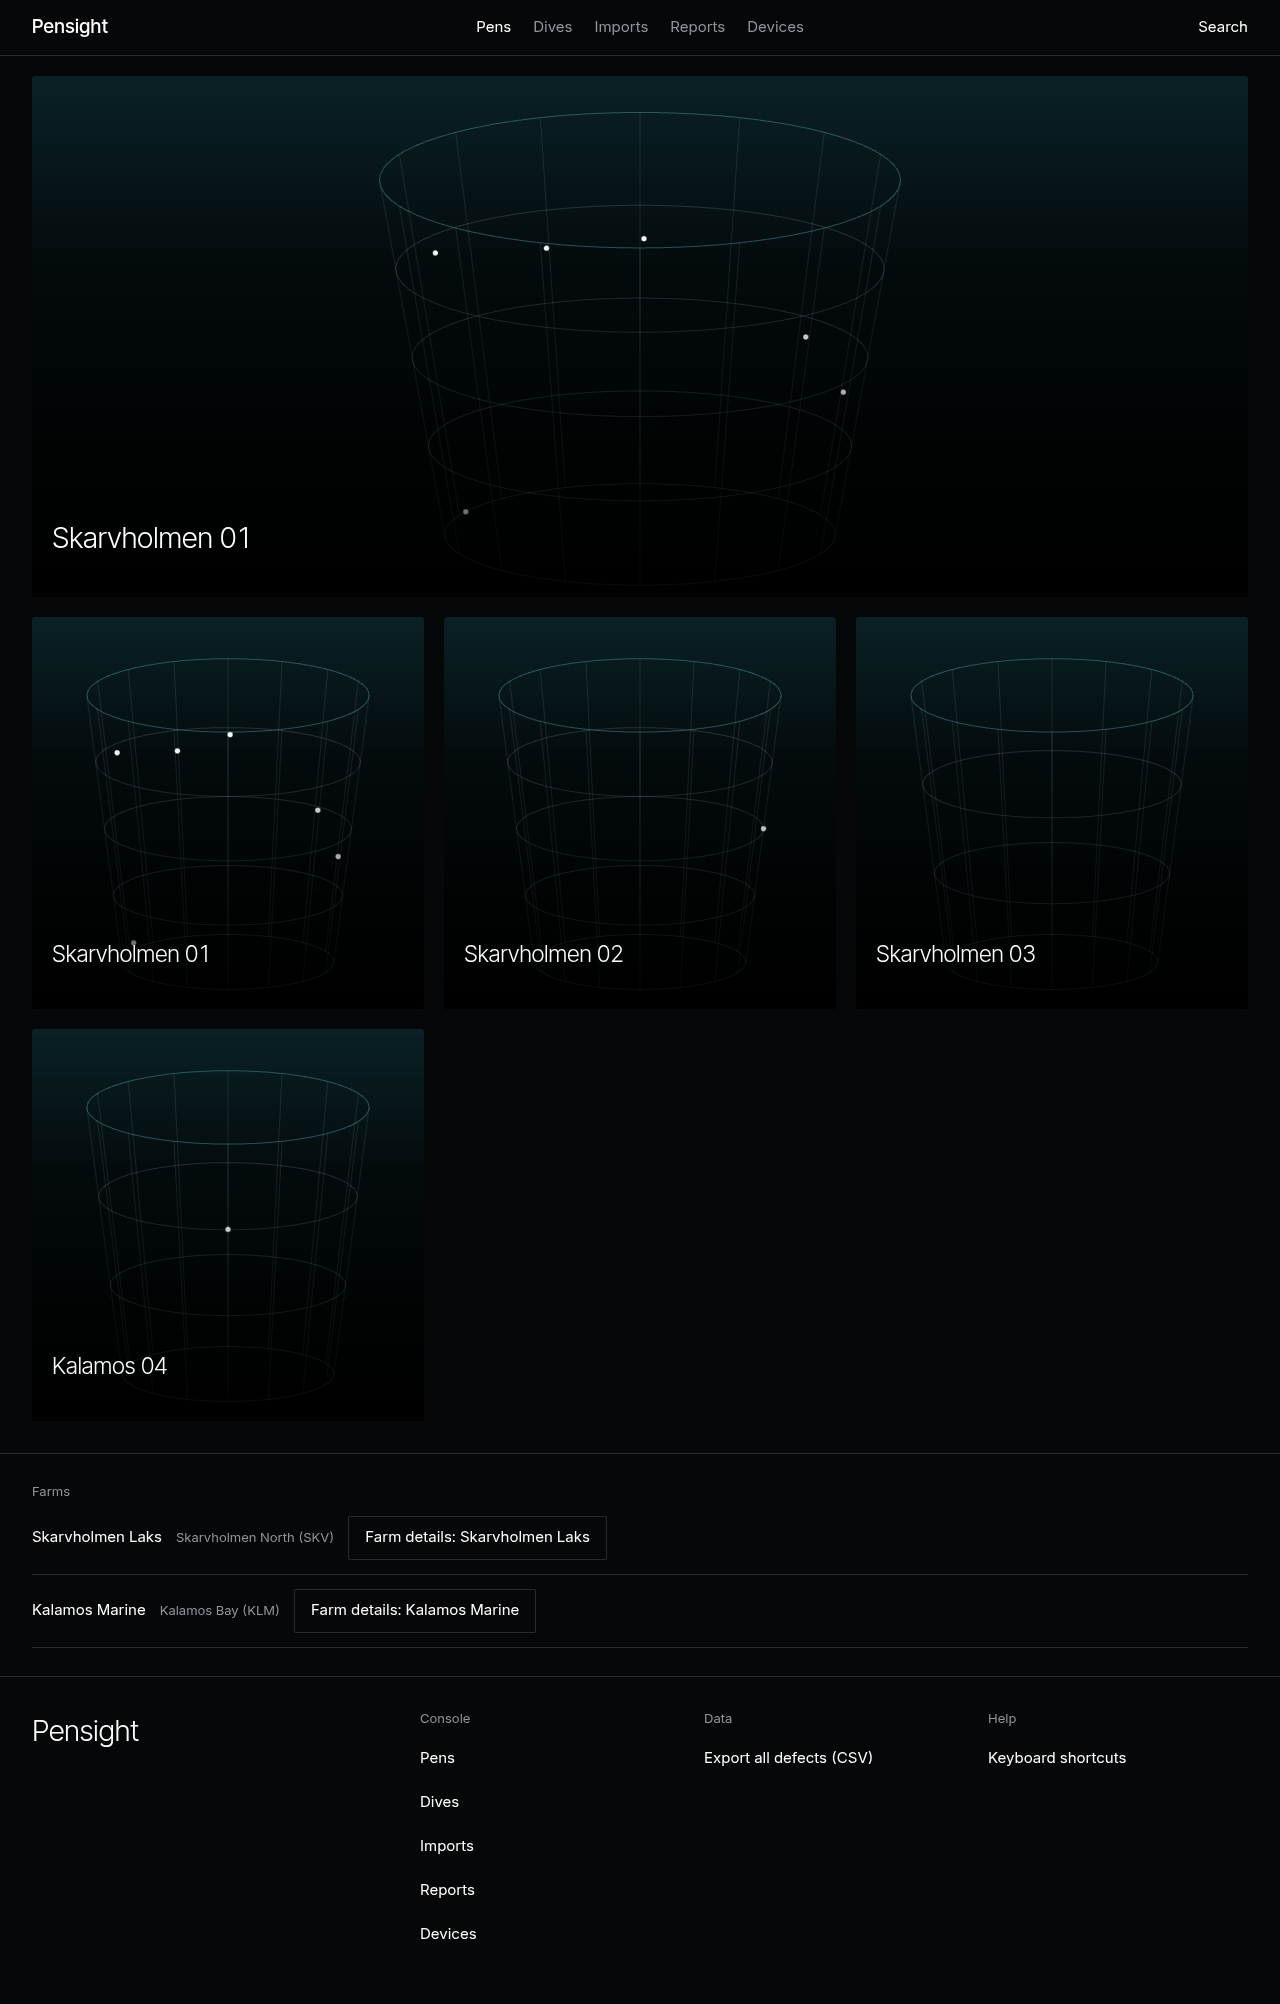 Pensight
Pens Dives Imports Reports Devices
Search
Skarvholmen 01
Skarvholmen 01
Skarvholmen 02
Skarvholmen 03
Kalamos 04
Farms
Skarvholmen Laks Skarvholmen North (SKV) Farm details: Skarvholmen Laks
Kalamos Marine Kalamos Bay (KLM) Farm details: Kalamos Marine
Pensight
Console
Pens
Dives
Imports
Reports
Devices
Data
Export all defects (CSV)
Help
Keyboard shortcuts